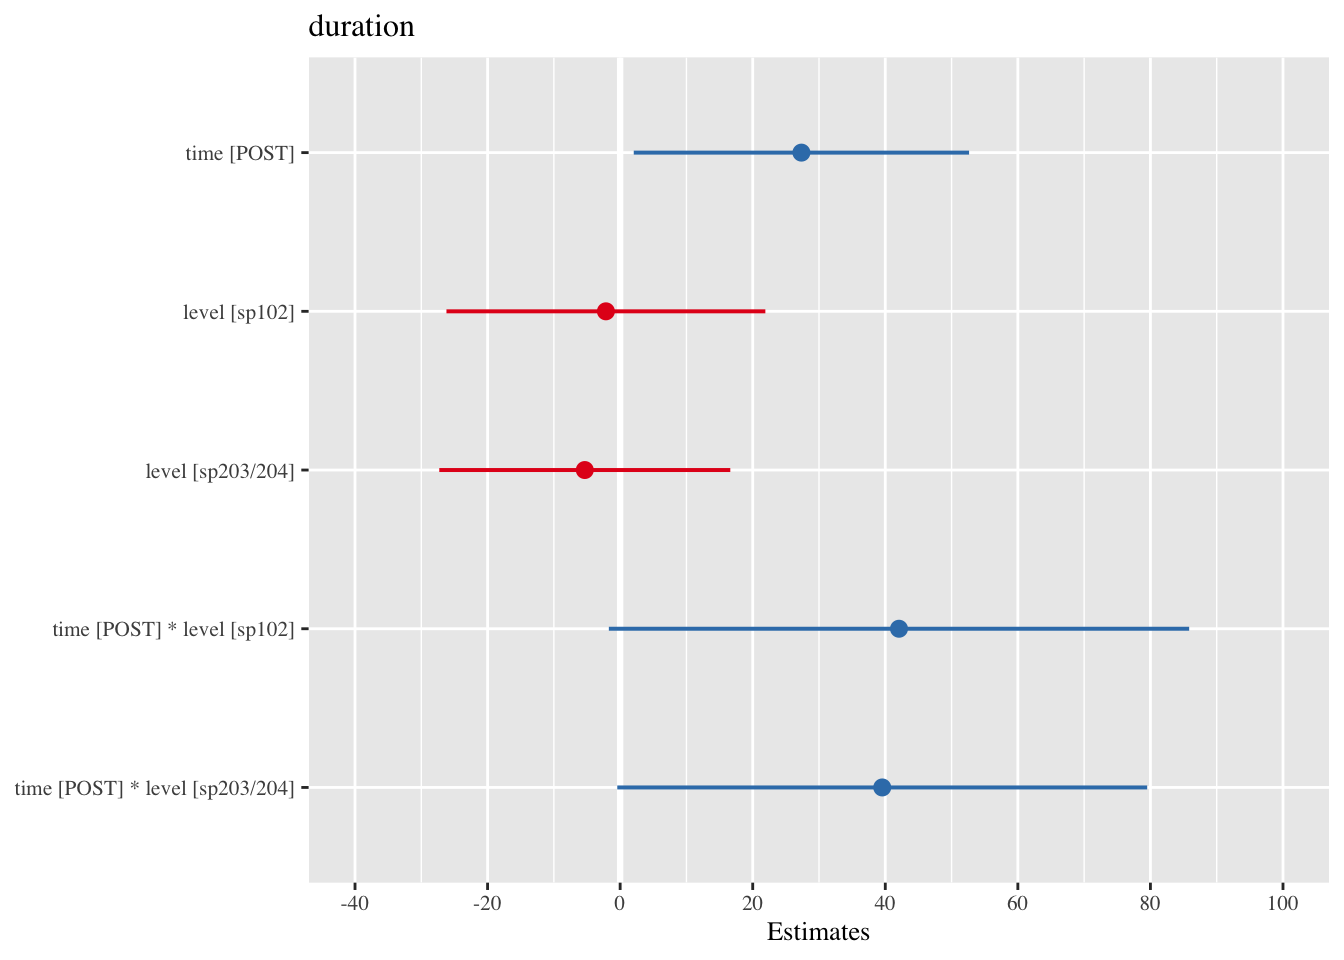 duration
time [POST]
level [sp102]
level [sp203/204]
time [POST] * level [sp102]
time [POST] * level [sp203/204]
-40 -20 0 20 40 60 80 100
Estimates